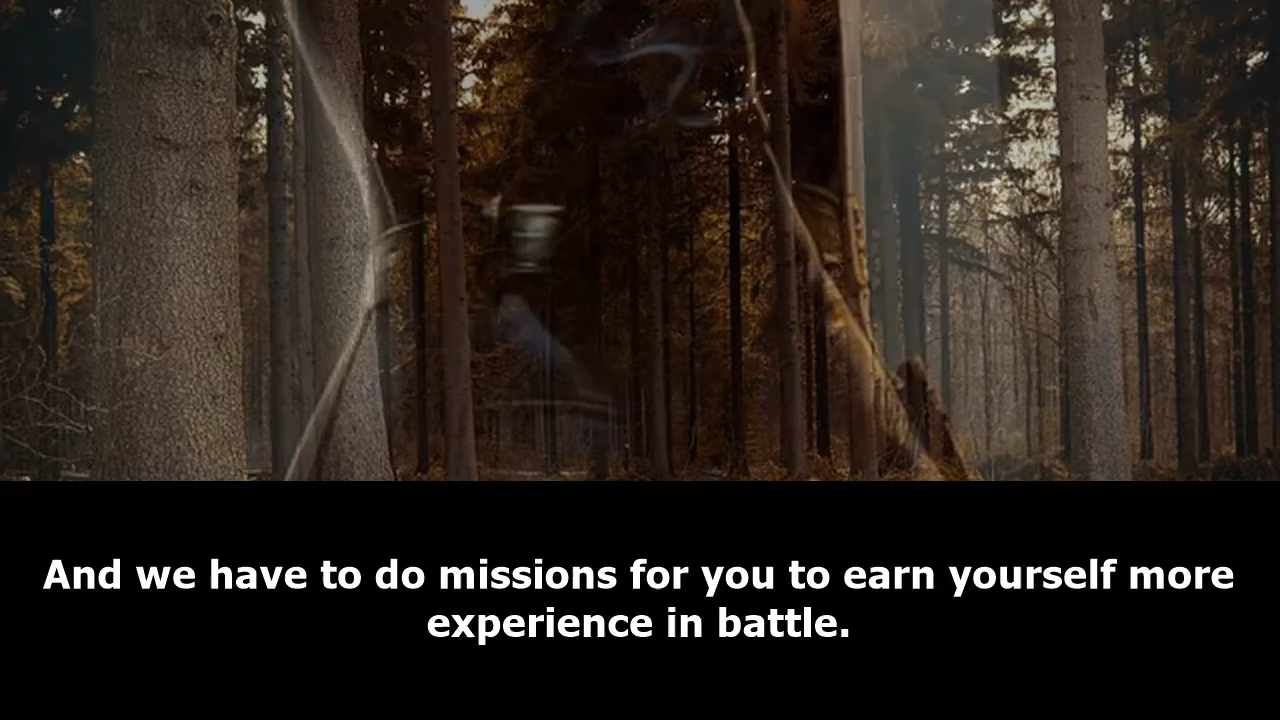 And we have to do missions for you to earn yourself more
experience in battle.